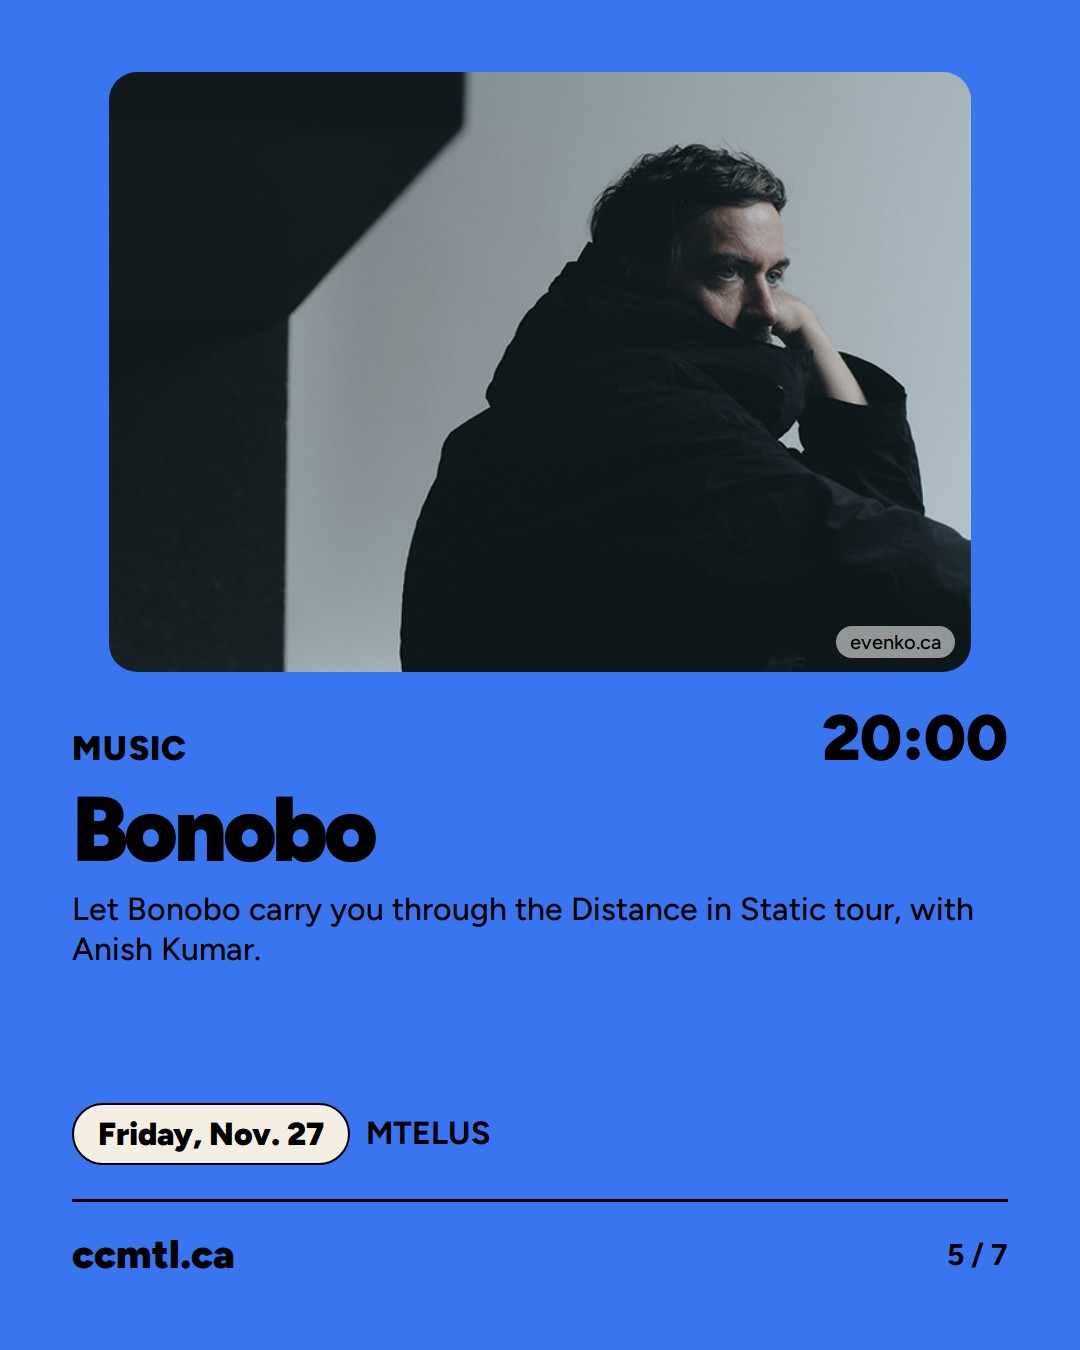 evenko.ca
MUSIC
20:00
Bonobo
Let Bonobo carry you through the Distance in Static tour, with
Anish Kumar.
Friday, Nov. 27
MTELUS
ccmtl.ca
5 / 7